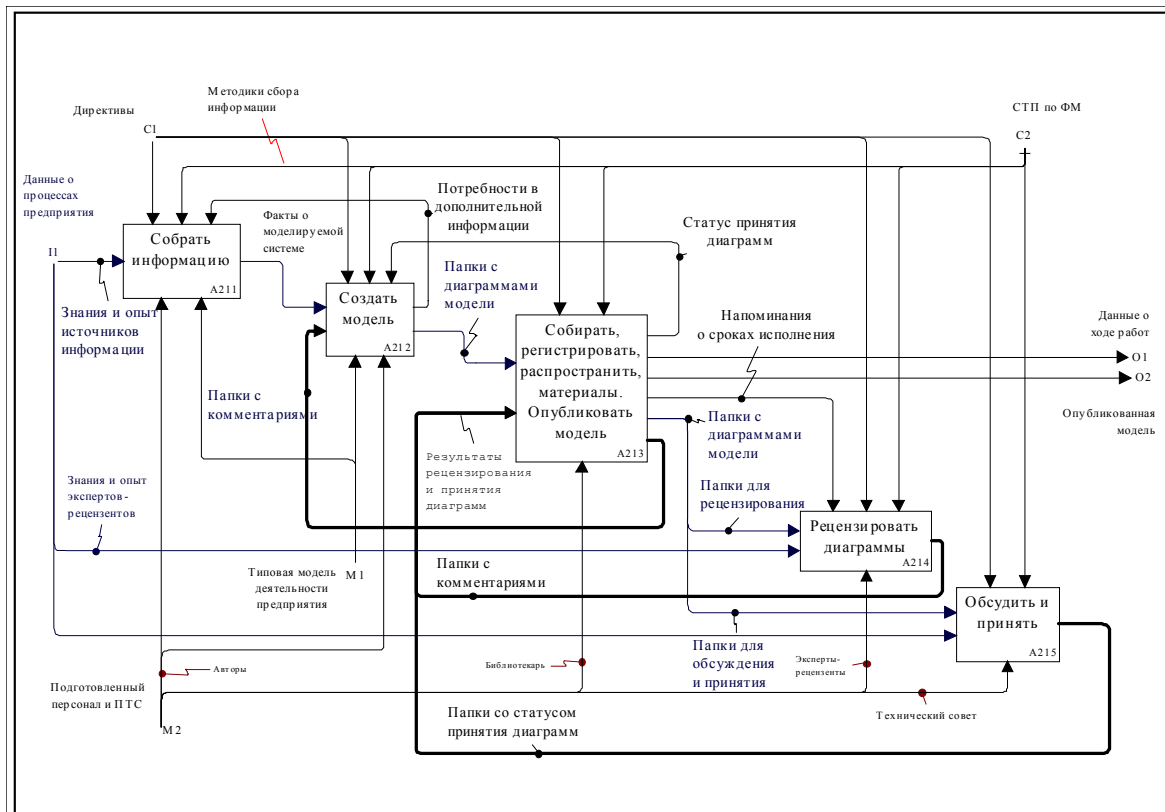 Методики сбора
информации
Директивы
C1
СТП по ФМ
C2
Данные о
процессах
предприятия
I1
Собрать
информацию
A211
Факты о
моделируемой
системе
Потребности в
дополнительной
информации
Статус принятия
диаграмм
Знания и опыт
источников
информации
Создать
модель
A212
Папки с
диаграммами
модели
Собирать,
регистрировать,
распространить,
материалы.
Опубликовать
модель
A213
Напоминания
о сроках исполнения
Данные о
ходе работ
O1
O2
Опубликованная
модель
Папки с
комментариями
Результаты
рецензирования
и принятия
диаграмм
Папки с
диаграммами
модели
Знания и опыт
экспертов-
рецензентов
Папки для
рецензирования
Рецензировать
диаграммы
A214
Типовая модель
деятельности
предприятия
M1
Папки с
комментариями
Обсудить и
принять
A215
Папки для
обсуждения
и принятия
Авторы
Библиотекарь
Эксперты-
рецензенты
Подготовленный
персонал и ПТС
M2
Папки со статусом
принятия диаграмм
Технический совет